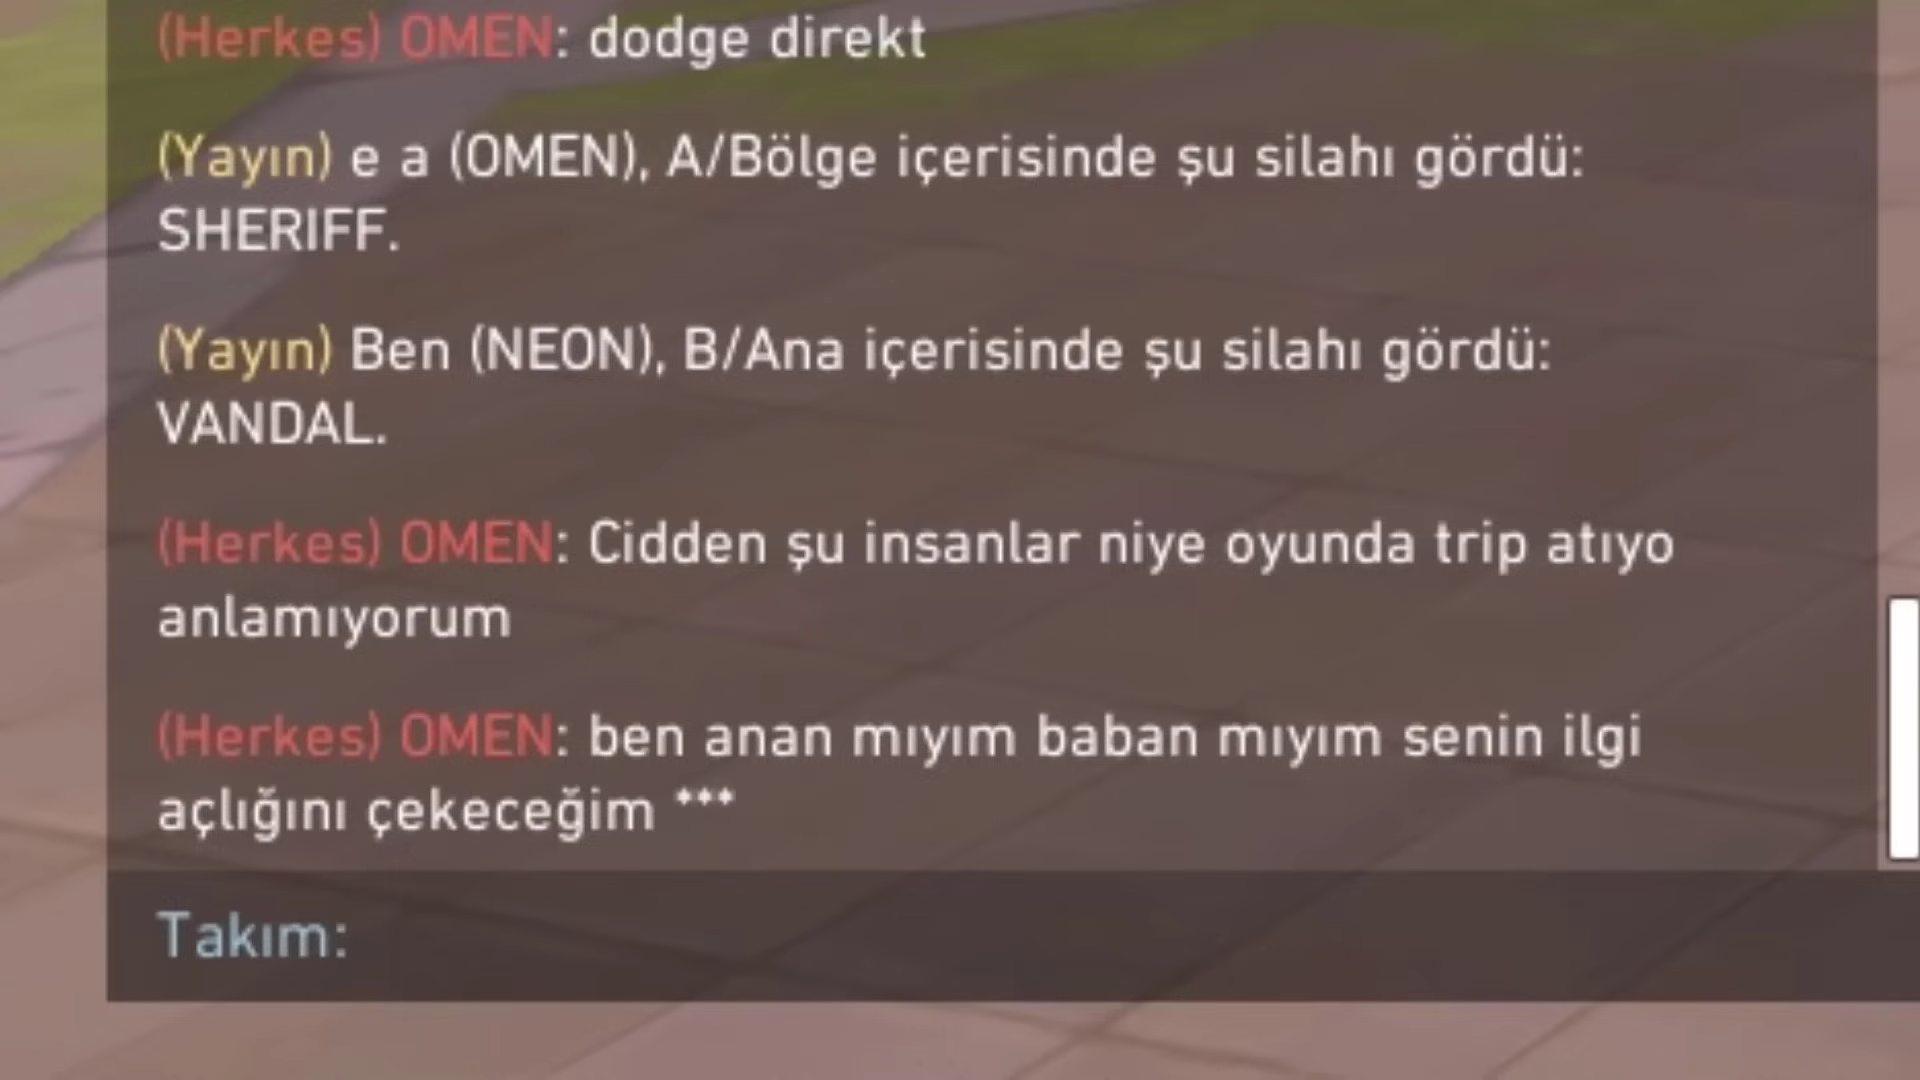 (Herkes) OMEN: dodge direkt
(Yayın) e a (OMEN), A/Bölge içerisinde şu silahı gördü:
SHERIFF.
(Yayın) Ben (NEON), B/Ana içerisinde şu silahı gördü:
VANDAL.
(Herkes) OMEN: Cidden şu insanlar niye oyunda trip atıyo
anlamıyorum
(Herkes) OMEN: ben anan mıyım baban mıyım senin ilgi
açlığını çekeceğim ***
Takım: